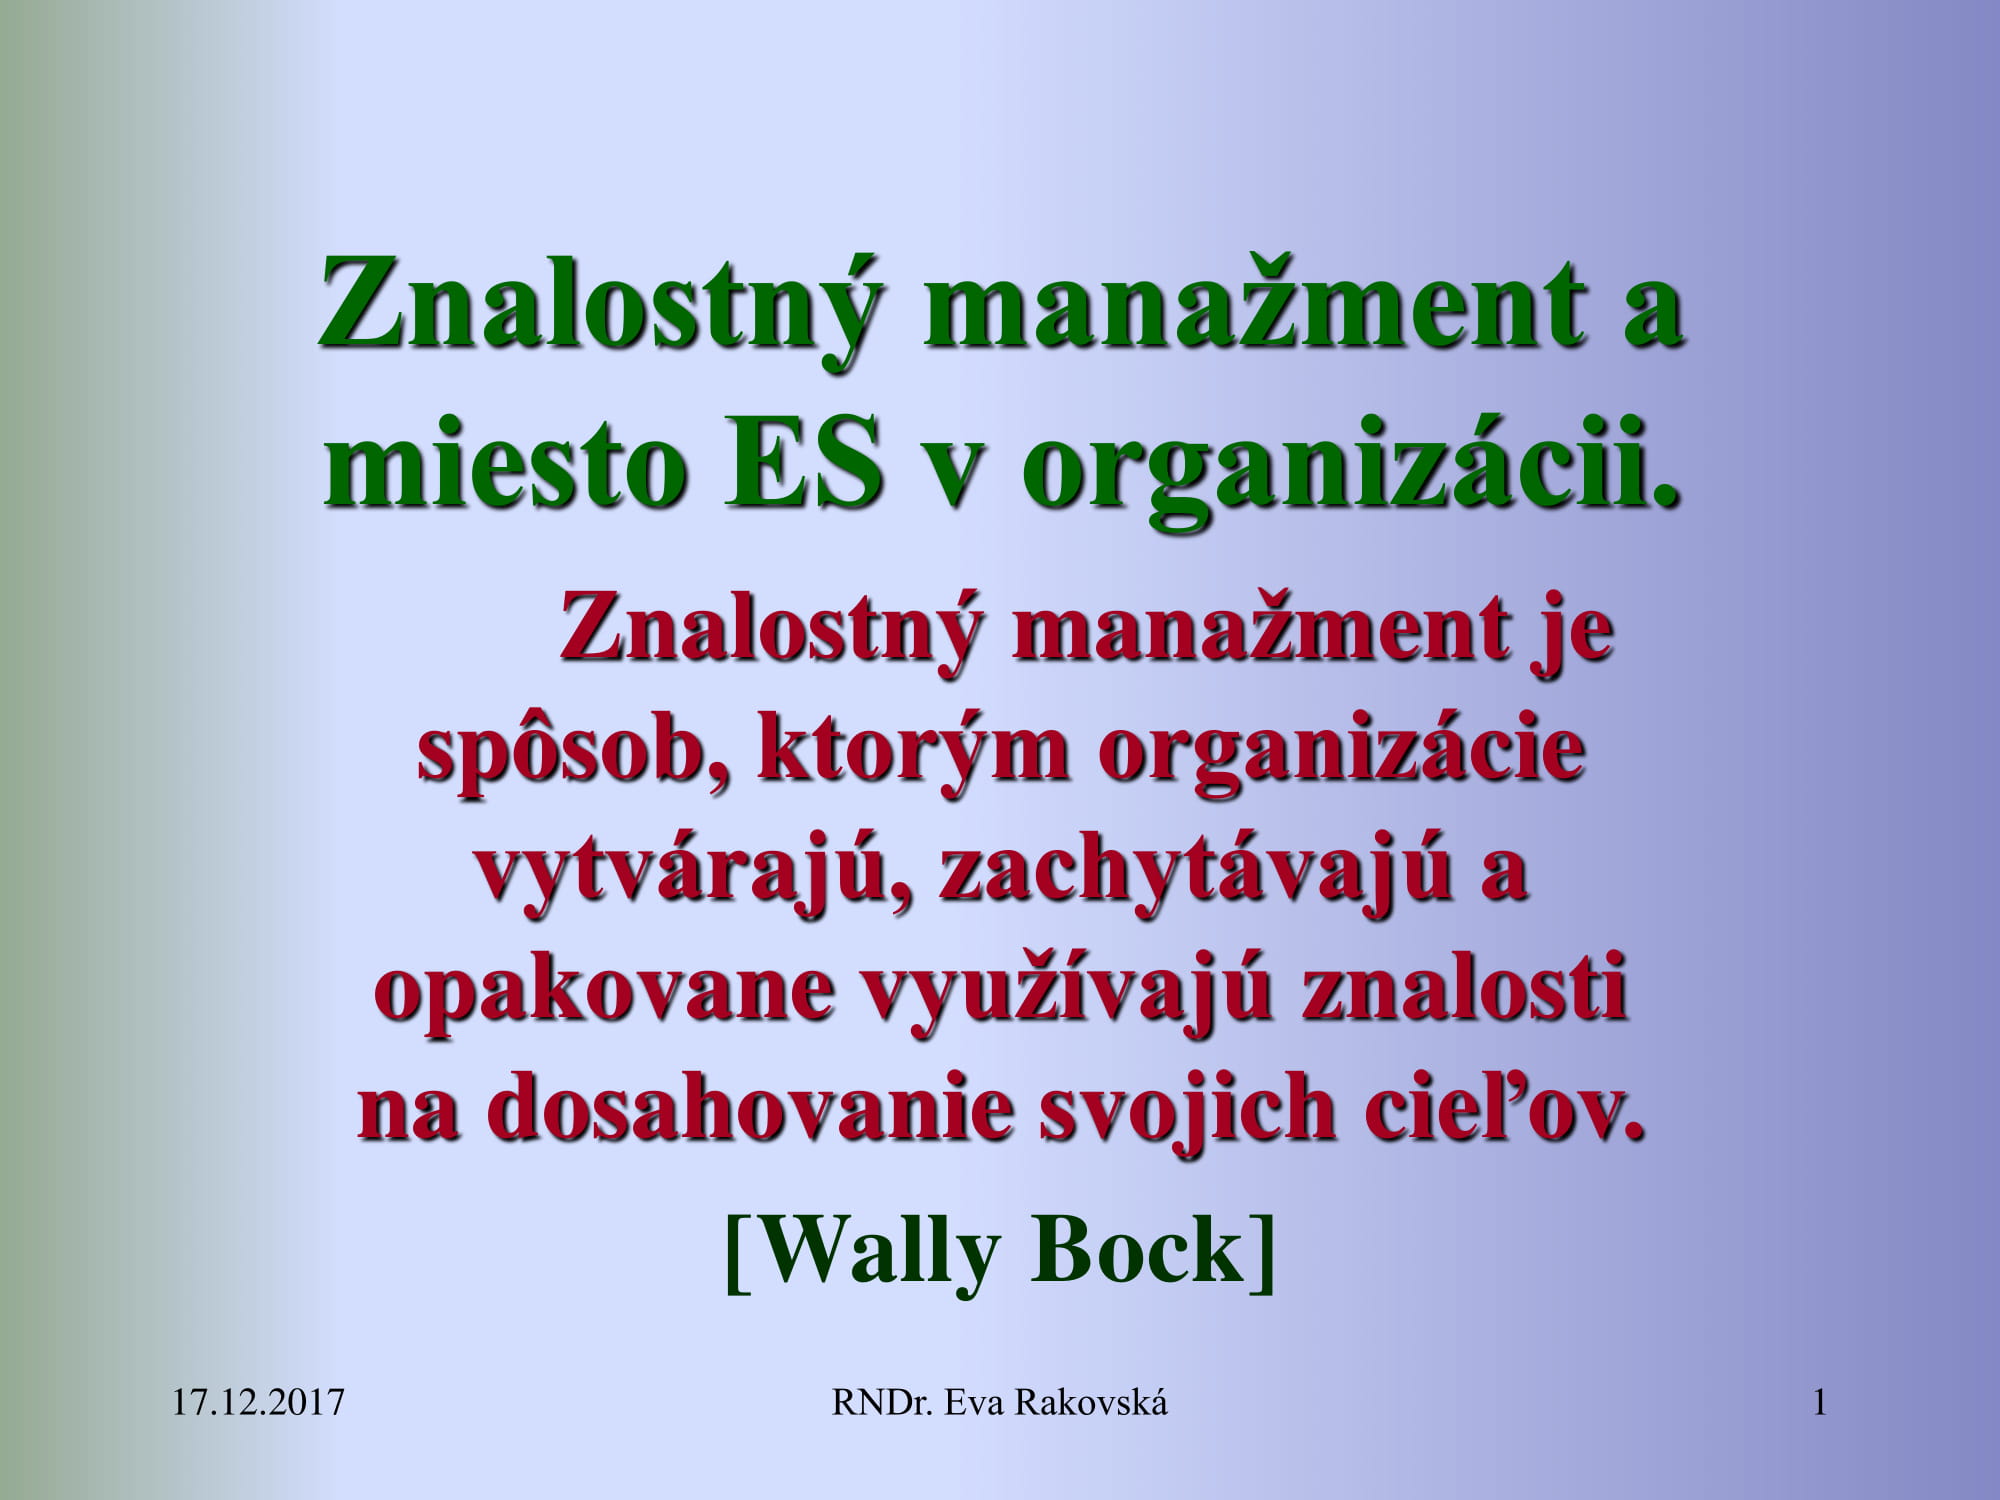 Znalostný manažment a
miesto ES v organizácii.
Znalostný manažment je
spôsob, ktorým organizácie
vytvárajú, zachytávajú a
opakovane využívajú znalosti
na dosahovanie svojich cieľov.
[Wally Bock]
17.12.2017
RNDr. Eva Rakovská
1